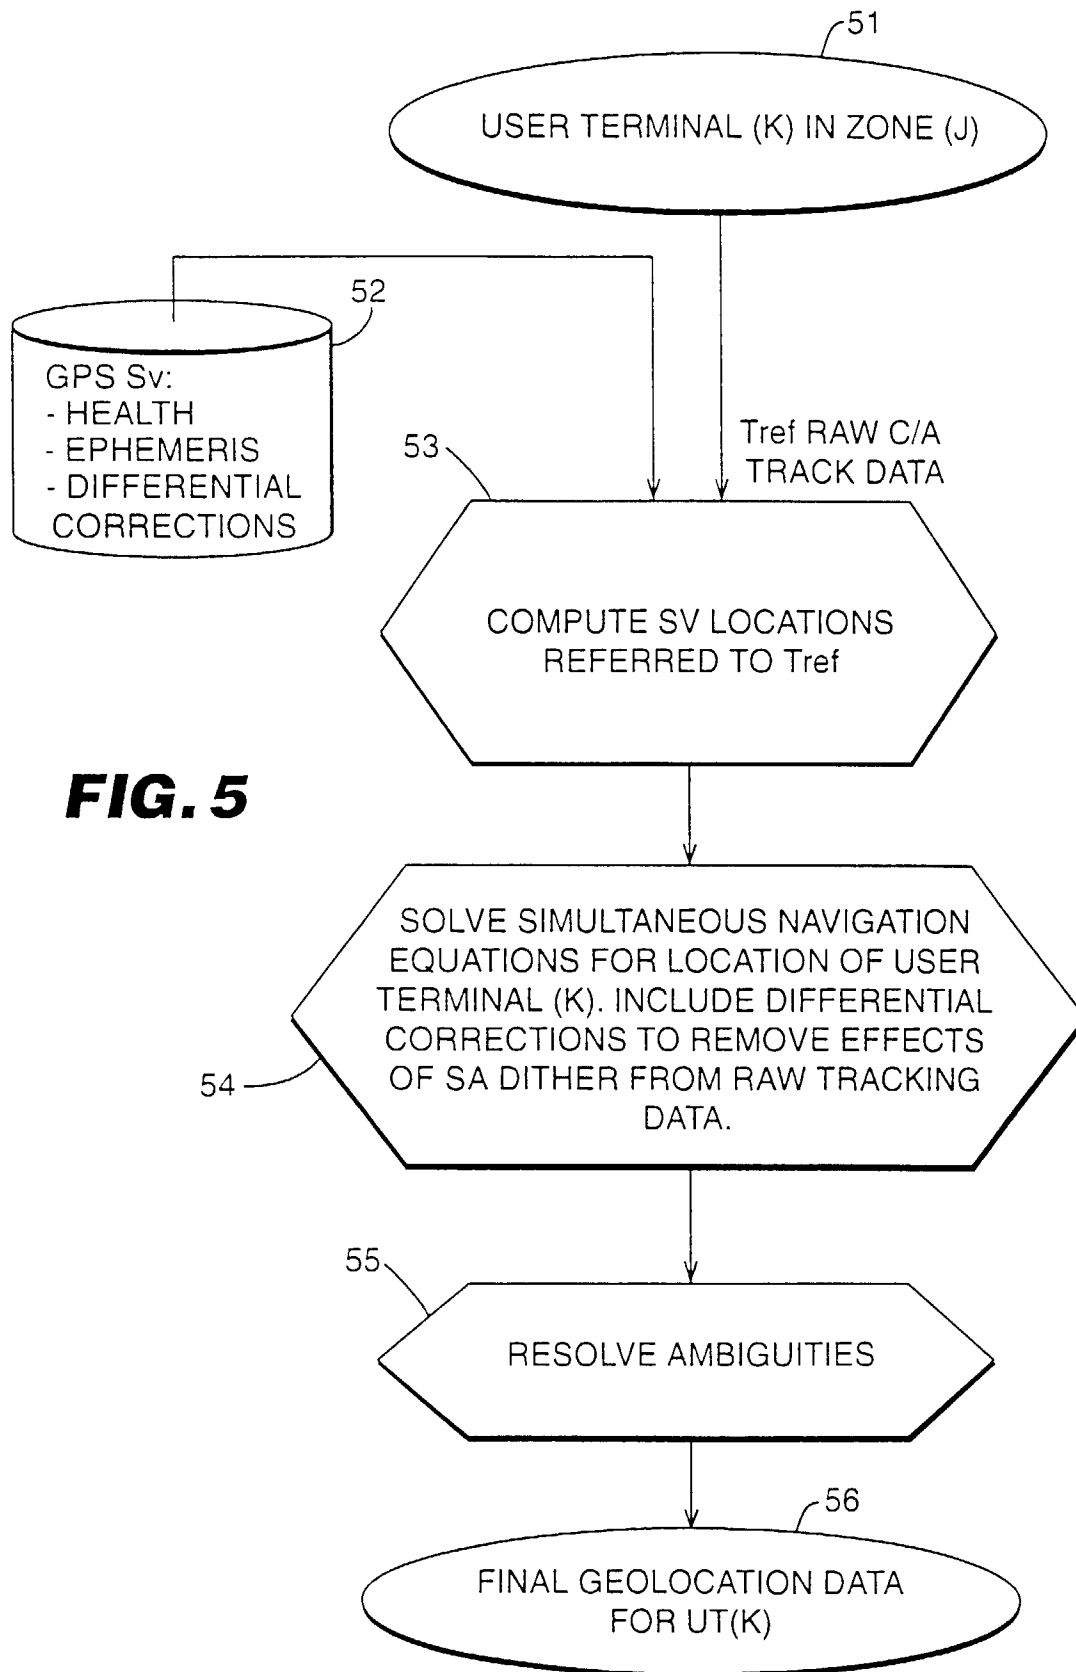 51
USER TERMINAL (K) IN ZONE (J)
52
GPS Sv:
- HEALTH
- EPHEMERIS
- DIFFERENTIAL
CORRECTIONS
53
Tref RAW C/A
TRACK DATA
COMPUTE SV LOCATIONS
REFERRED TO Tref
FIG. 5
SOLVE SIMULTANEOUS NAVIGATION
EQUATIONS FOR LOCATION OF USER
TERMINAL (K). INCLUDE DIFFERENTIAL
CORRECTIONS TO REMOVE EFFECTS
OF SA DITHER FROM RAW TRACKING
DATA.
54
55
RESOLVE AMBIGUITIES
56
FINAL GEOLOCATION DATA
FOR UT(K)